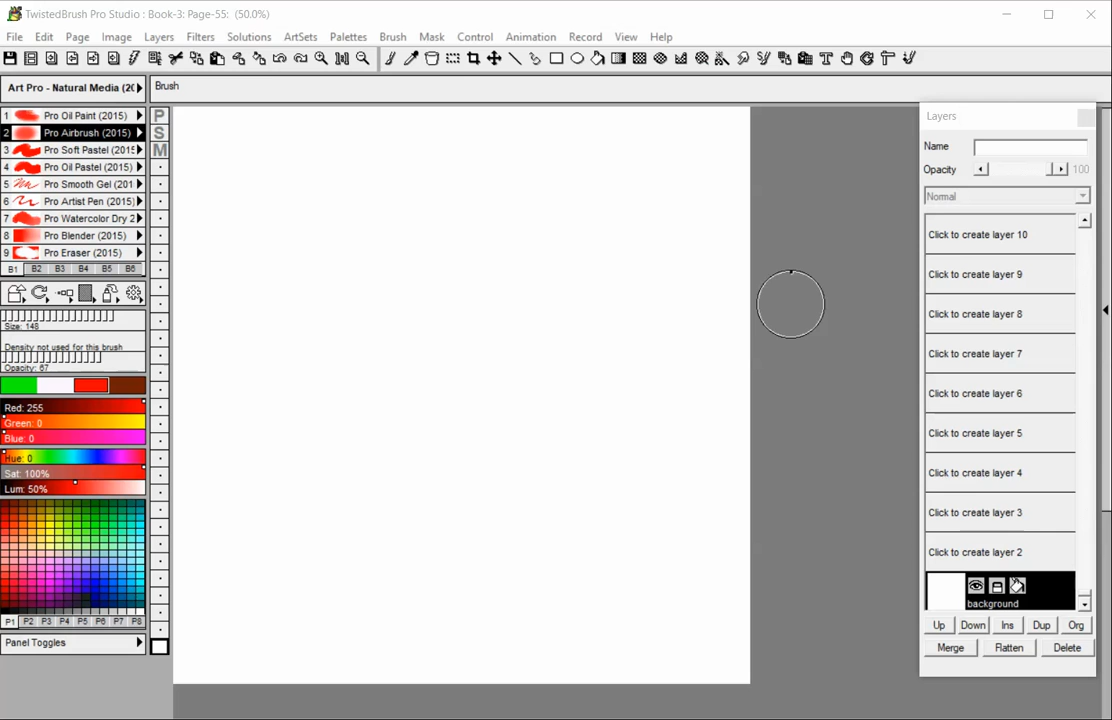 TwistedBrush Pro Studio : Book-3: Page-55:  (50.0%)
File Edit Page Image Layers Filters Solutions ArtSets Palettes Brush Mask Control Animation Record View Help
Art Pro - Natural Media (20
Brush
1 Pro Oil Paint (2015)
2 Pro Airbrush (2015)
3 Pro Soft Pastel (2015
4 Pro Oil Pastel (2015)
5 Pro Smooth Gel (201
6 Pro Artist Pen (2015)
7 Pro Watercolor Dry 2
8 Pro Blender (2015)
9 Pro Eraser (2015)
B1 B2 B3 B4 B5 B6
P
S
M
Size: 148
Density not used for this brush
Opacity: 67
Red: 255
Green: 0
Blue: 0
Hue: 0
Sat: 100%
Lum: 50%
P1 P2 P3 P4 P5 P6 P7 P8
Panel Toggles
Layers
Name
Opacity 100
Normal
Click to create layer 10
Click to create layer 9
Click to create layer 8
Click to create layer 7
Click to create layer 6
Click to create layer 5
Click to create layer 4
Click to create layer 3
Click to create layer 2
background
Up Down Ins Dup Org
Merge Flatten Delete